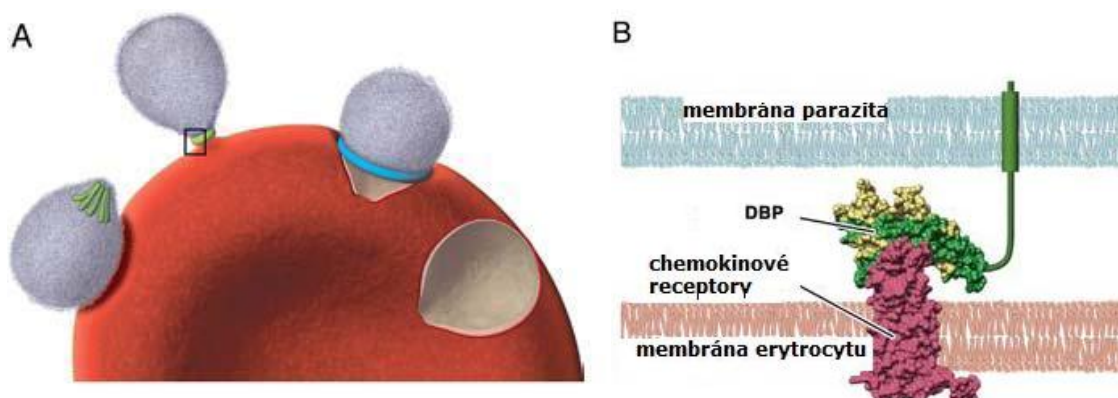 A
B
membrána parazita
DBP
chemokinové
receptory
membrána erytrocytu